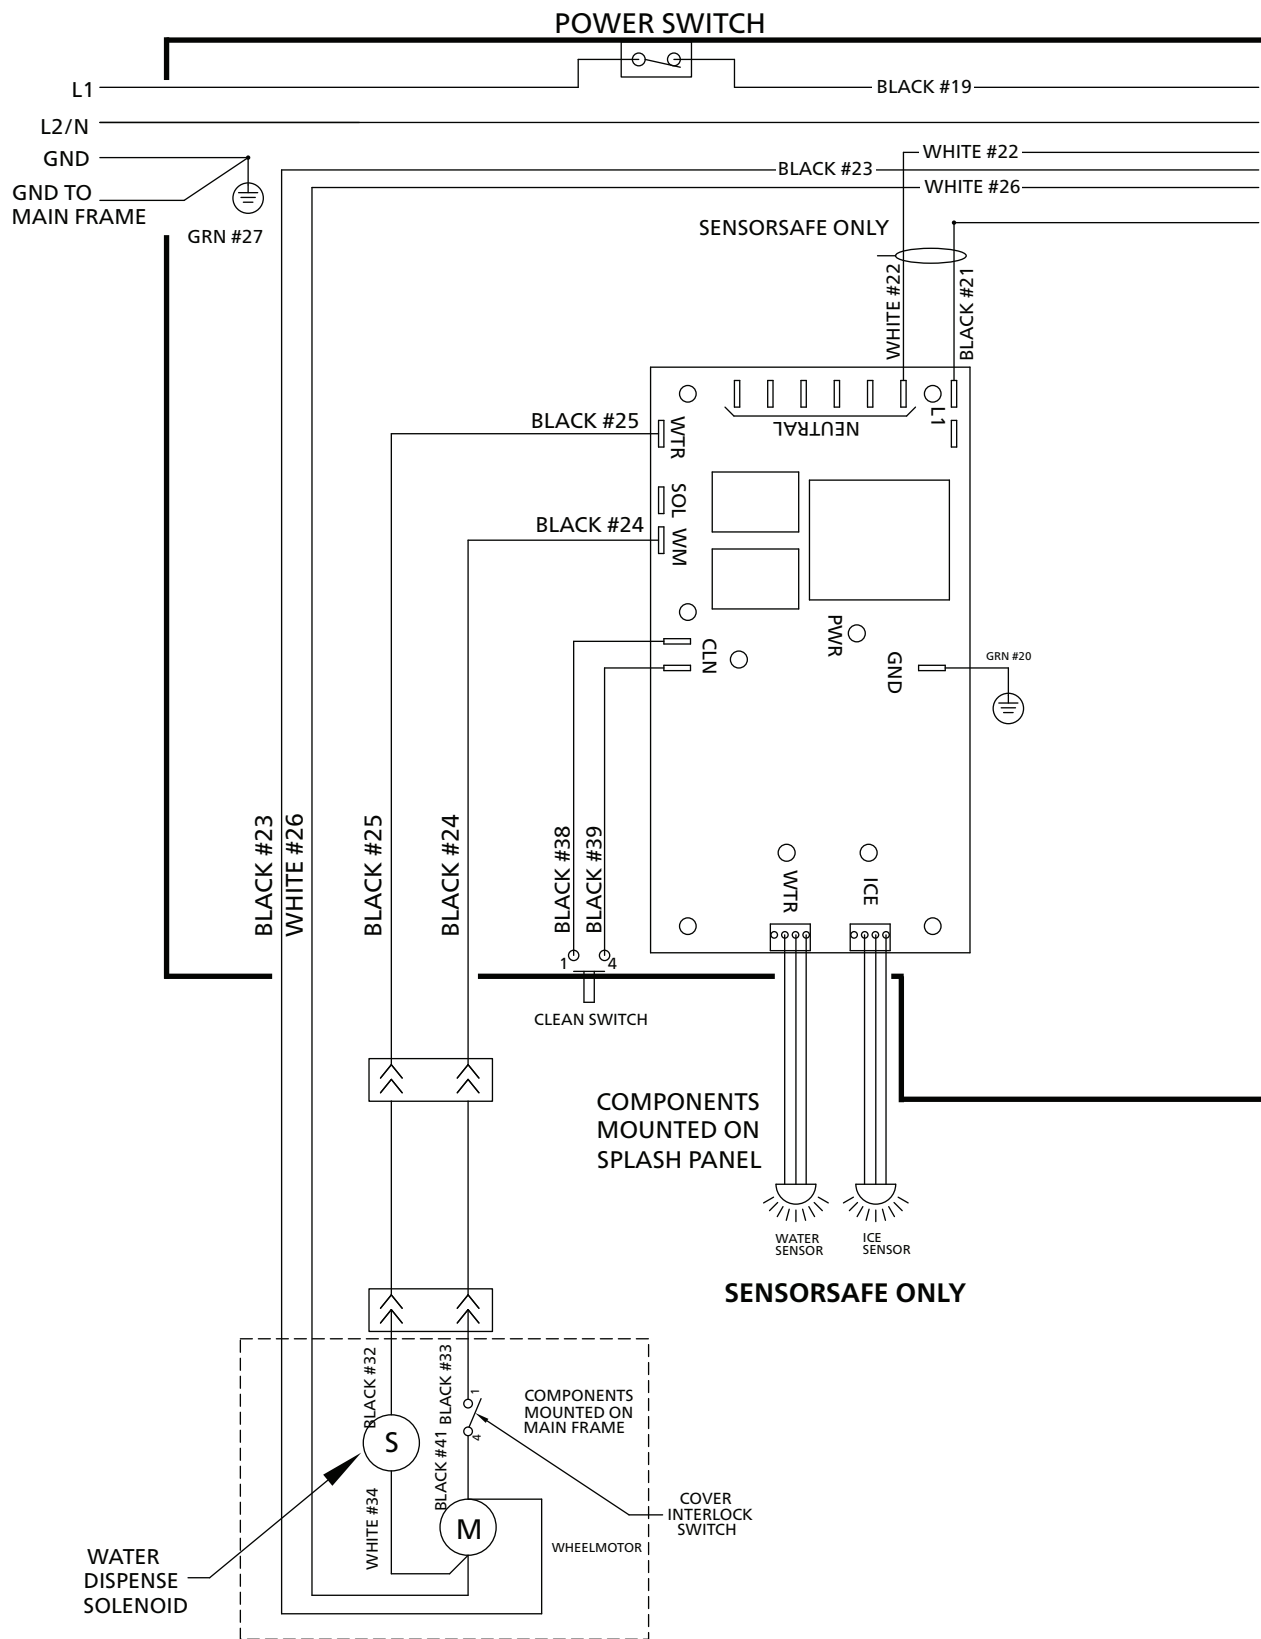 POWER SWITCH
L1
BLACK #19
L2/N
GND
WHITE #22
BLACK #23
GND TO
MAIN FRAME
WHITE #26
GRN #27
SENSORSAFE ONLY
WHITE #22
BLACK #21
BLACK #25
WTR
NEUTRAL
L1
SOL
BLACK #24
WM
CLN
PWR
GND
GRN #20
BLACK #23
WHITE #26
BLACK #25
BLACK #24
BLACK #38
BLACK #39
WTR
ICE
1
4
CLEAN SWITCH
COMPONENTS
MOUNTED ON
SPLASH PANEL
WATER
SENSOR
ICE
SENSOR
SENSORSAFE ONLY
BLACK #32
BLACK #33
1
COMPONENTS
MOUNTED ON
MAIN FRAME
S
4
BLACK #41
WHITE #34
COVER
INTERLOCK
SWITCH
M
WHEELMOTOR
WATER
DISPENSE
SOLENOID